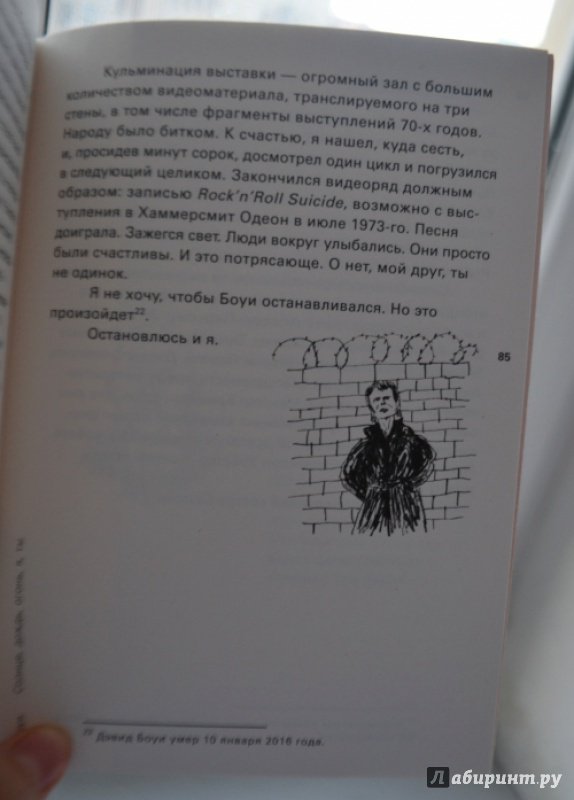 Кульминация выставки — огромный зал с большим
количеством видеоматериала, транслируемого на три
стены, в том числе фрагменты выступлений 70-х годов.
Народу было битком. К счастью, я нашел, куда сесть,
и, просидев минут сорок, досмотрел один цикл и погрузился
в следующий целиком. Закончился видеоряд должным
образом: записью Rock’n’Roll Suicide, возможно с выс-
тупления в Хаммерсмит Одеон в июле 1973-го. Песня
доиграла. Зажегся свет. Люди вокруг улыбались. Они просто
были счастливы. И это потрясающе. О нет, мой друг, ты
не одинок.
Я не хочу, чтобы Боуи останавливался. Но это
произойдет²².
Остановлюсь и я.
85
Солнце, дождь, огонь, я, ты
²² Дэвид Боуи умер 10 января 2016 года.
Лабиринт.ру